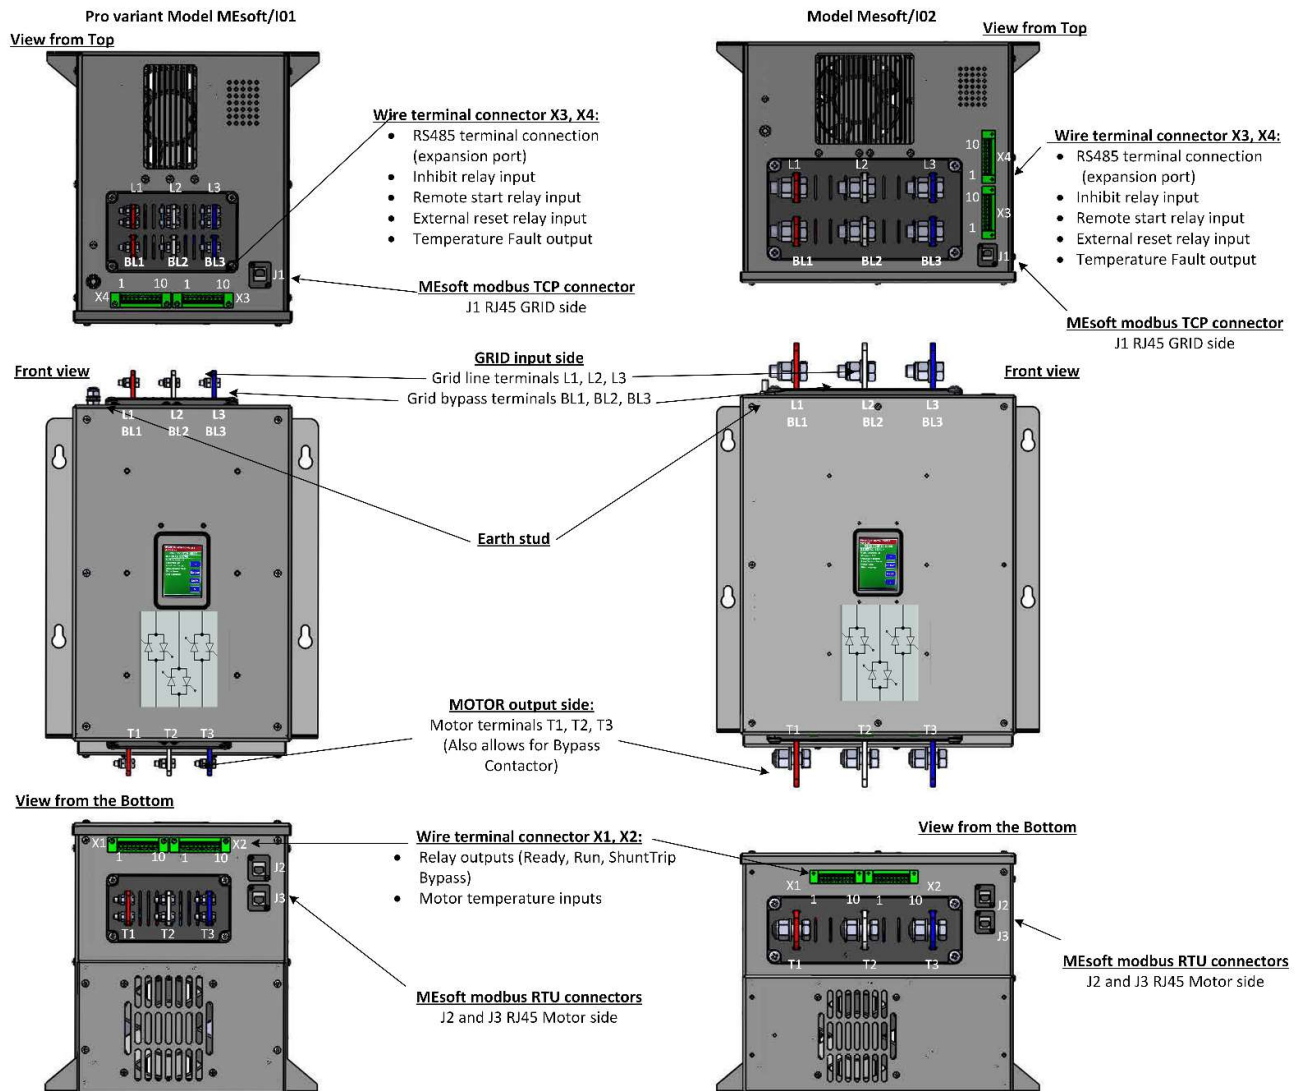 Pro variant Model MEsoft/I01
View from Top
L1 L2 L3
BL1 BL2 BL3
J1
1 10 1 10
X4 X3
Wire terminal connector X3, X4:
• RS485 terminal connection
(expansion port)
• Inhibit relay input
• Remote start relay input
• External reset relay input
• Temperature Fault output
MEsoft modbus TCP connector
J1 RJ45 GRID side
Model Mesoft/I02
View from Top
L1 L2 L3
BL1 BL2 BL3
10
X4
1
10
X3
1
J1
Wire terminal connector X3, X4:
• RS485 terminal connection
(expansion port)
• Inhibit relay input
• Remote start relay input
• External reset relay input
• Temperature Fault output
MEsoft modbus TCP connector
J1 RJ45 GRID side
Front view
GRID input side
Grid line terminals L1, L2, L3
Grid bypass terminals BL1, BL2, BL3
Front view
L1 L2 L3
BL1 BL2 BL3
L1 L2 L3
BL1 BL2 BL3
Earth stud
MOTOR output side:
Motor terminals T1, T2, T3
(Also allows for Bypass
Contactor)
T1 T2 T3
T1 T2 T3
View from the Bottom
X1 X2
1 10 1 10
J2
J3
T1 T2 T3
Wire terminal connector X1, X2:
• Relay outputs (Ready, Run, ShuntTrip
Bypass)
• Motor temperature inputs
MEsoft modbus RTU connectors
J2 and J3 RJ45 Motor side
View from the Bottom
X1 X2
1 10 1 10
J2
J3
T1 T2 T3
MEsoft modbus RTU connectors
J2 and J3 RJ45 Motor side